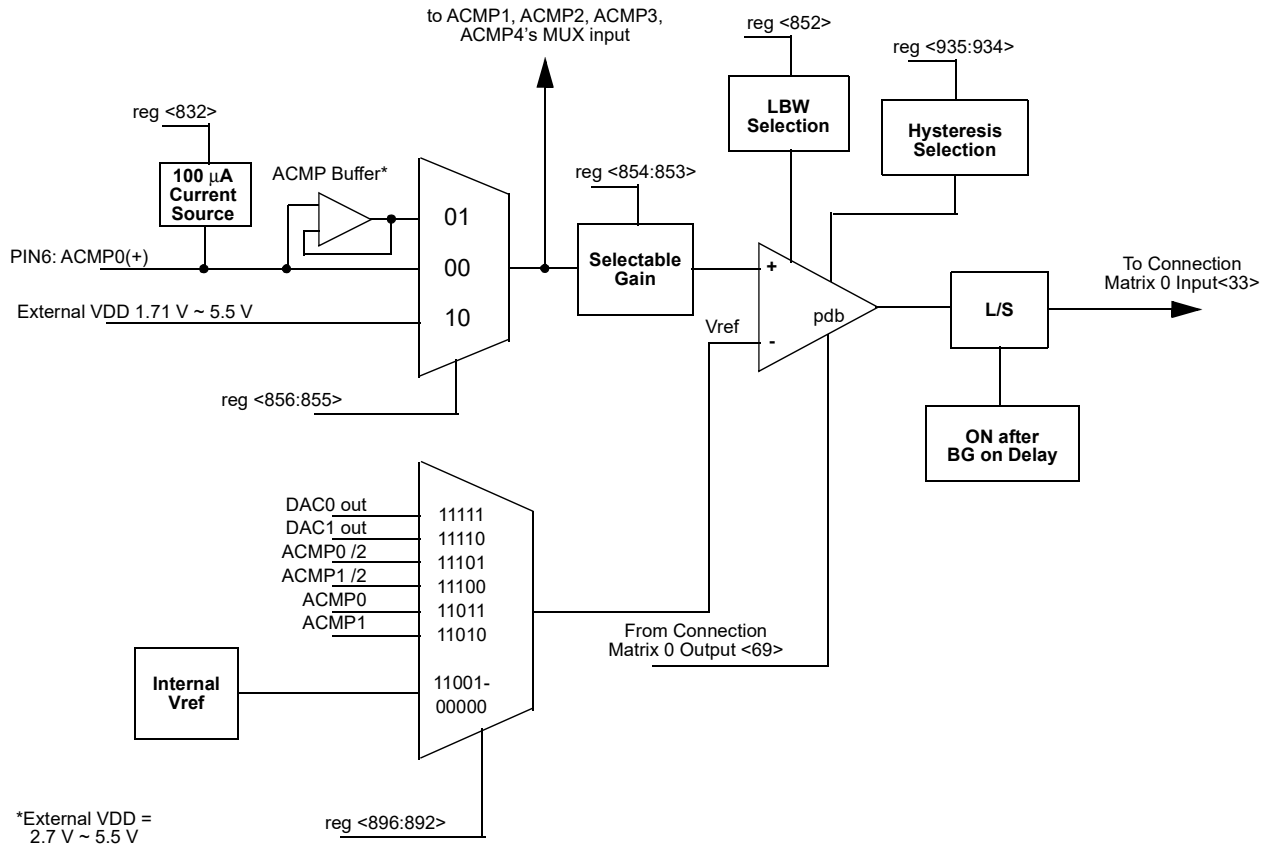 to ACMP1, ACMP2, ACMP3,
ACMP4's MUX input
reg <852>
reg <935:934>
reg <832>
LBW
Selection
Hysteresis
Selection
100 μA
Current
Source
ACMP Buffer*
reg <854:853>
01
PIN6: ACMP0(+)
00
Selectable
Gain
+
To Connection
Matrix 0 Input<33>
External VDD 1.71 V ~ 5.5 V
10
Vref
-
pdb
L/S
reg <856:855>
ON after
BG on Delay
DAC0 out
11111
DAC1 out
11110
ACMP0 /2
11101
ACMP1 /2
11100
ACMP0
11011
ACMP1
11010
From Connection
Matrix 0 Output <69>
Internal
Vref
11001-
00000
*External VDD =
2.7 V ~ 5.5 V
reg <896:892>